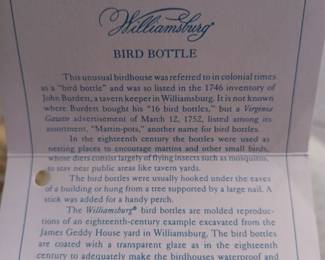 Williamsburg®
BIRD BOTTLE
This unusual birdhouse was referred to in colonial times
as a "bird bottle" and was so listed in the 1746 inventory of
John Burden, a tavern keeper in Williamsburg. It is not known
where Burden bought his "16 bird bottles," but a Virginia
Gazette advertisement of March 12, 1752, listed among its
assortment, "Martin-pots," another name for bird bottles.
In the eighteenth century the bottles were used as
nesting places to encourage martins and other small birds,
whose diets consist largely of flying insects such as mosquitos,
to stay near public areas like tavern yards.
The bird bottles were usually hooked under the eaves
of a building or hung from a tree supported by a large nail. A
stick was added for a handy perch.
The Williamsburg® bird bottles are molded reproduc-
tions of an eighteenth-century example excavated from the
James Geddy House yard in Williamsburg. The bird bottles
are coated with a transparent glaze as in the eighteenth
century to adequately make the birdhouses waterproof and